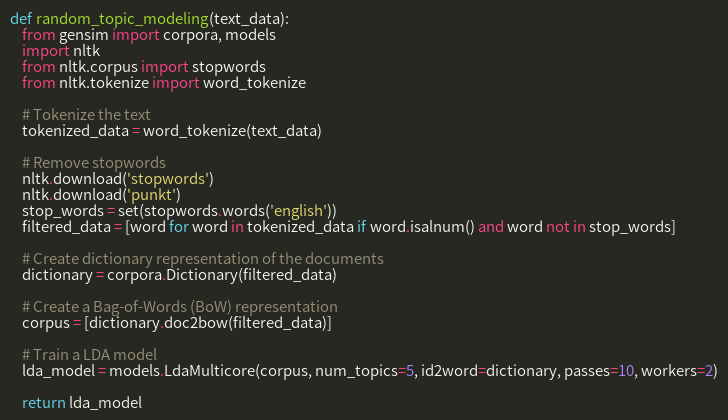 def random_topic_modeling(text_data):
    from gensim import corpora, models
    import nltk
    from nltk.corpus import stopwords
    from nltk.tokenize import word_tokenize

    # Tokenize the text
    tokenized_data = word_tokenize(text_data)

    # Remove stopwords
    nltk.download('stopwords')
    nltk.download('punkt')
    stop_words = set(stopwords.words('english'))
    filtered_data = [word for word in tokenized_data if word.isalnum() and word not in stop_words]

    # Create dictionary representation of the documents
    dictionary = corpora.Dictionary(filtered_data)

    # Create a Bag-of-Words (BoW) representation
    corpus = [dictionary.doc2bow(filtered_data)]

    # Train a LDA model
    lda_model = models.LdaMulticore(corpus, num_topics=5, id2word=dictionary, passes=10, workers=2)

    return lda_model